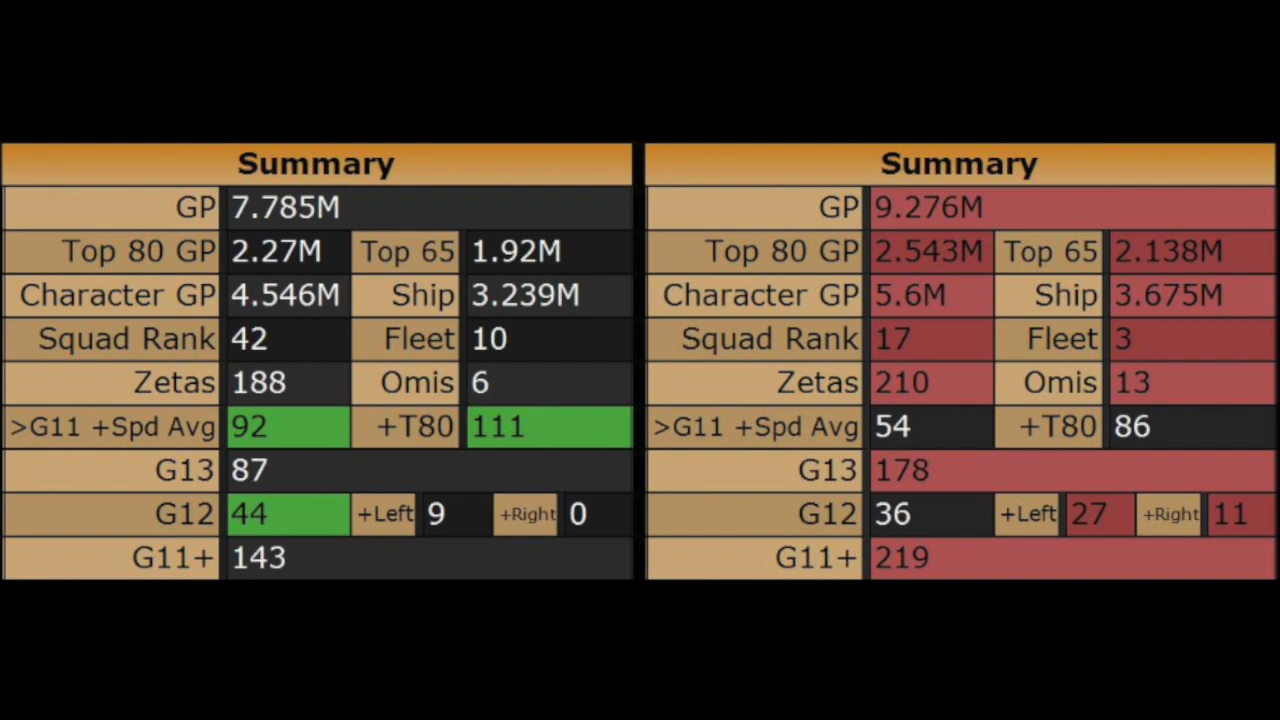 Summary
GP 7.785M
Top 80 GP 2.27M Top 65 1.92M
Character GP 4.546M Ship 3.239M
Squad Rank 42 Fleet 10
Zetas 188 Omis 6
>G11 +Spd Avg 92 +T80 111
G13 87
G12 44 +Left 9 +Right 0
G11+ 143
Summary
GP 9.276M
Top 80 GP 2.543M Top 65 2.138M
Character GP 5.6M Ship 3.675M
Squad Rank 17 Fleet 3
Zetas 210 Omis 13
>G11 +Spd Avg 54 +T80 86
G13 178
G12 36 +Left 27 +Right 11
G11+ 219